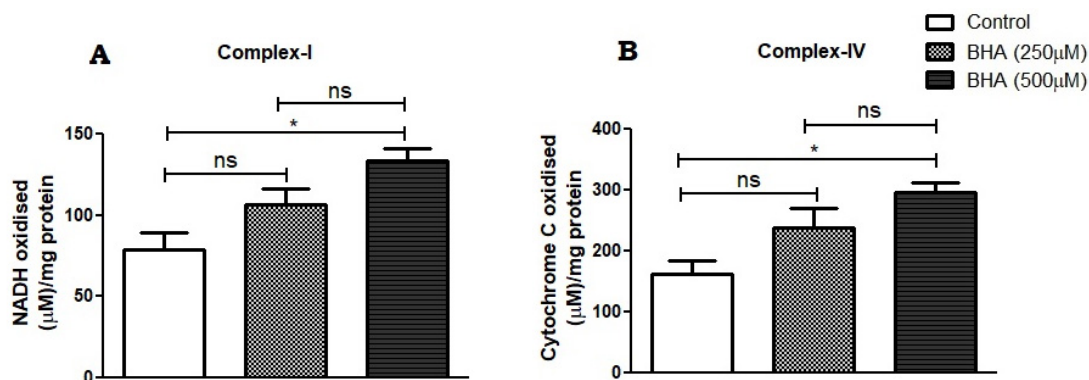 Control
BHA (250μM)
BHA (500μM)
A
Complex-I
ns
*
ns
150
100
50
0
NADH oxidised
(μM)/mg protein
B
Complex-IV
ns
*
ns
400
300
200
100
0
Cytochrome C oxidised
(μM)/mg protein